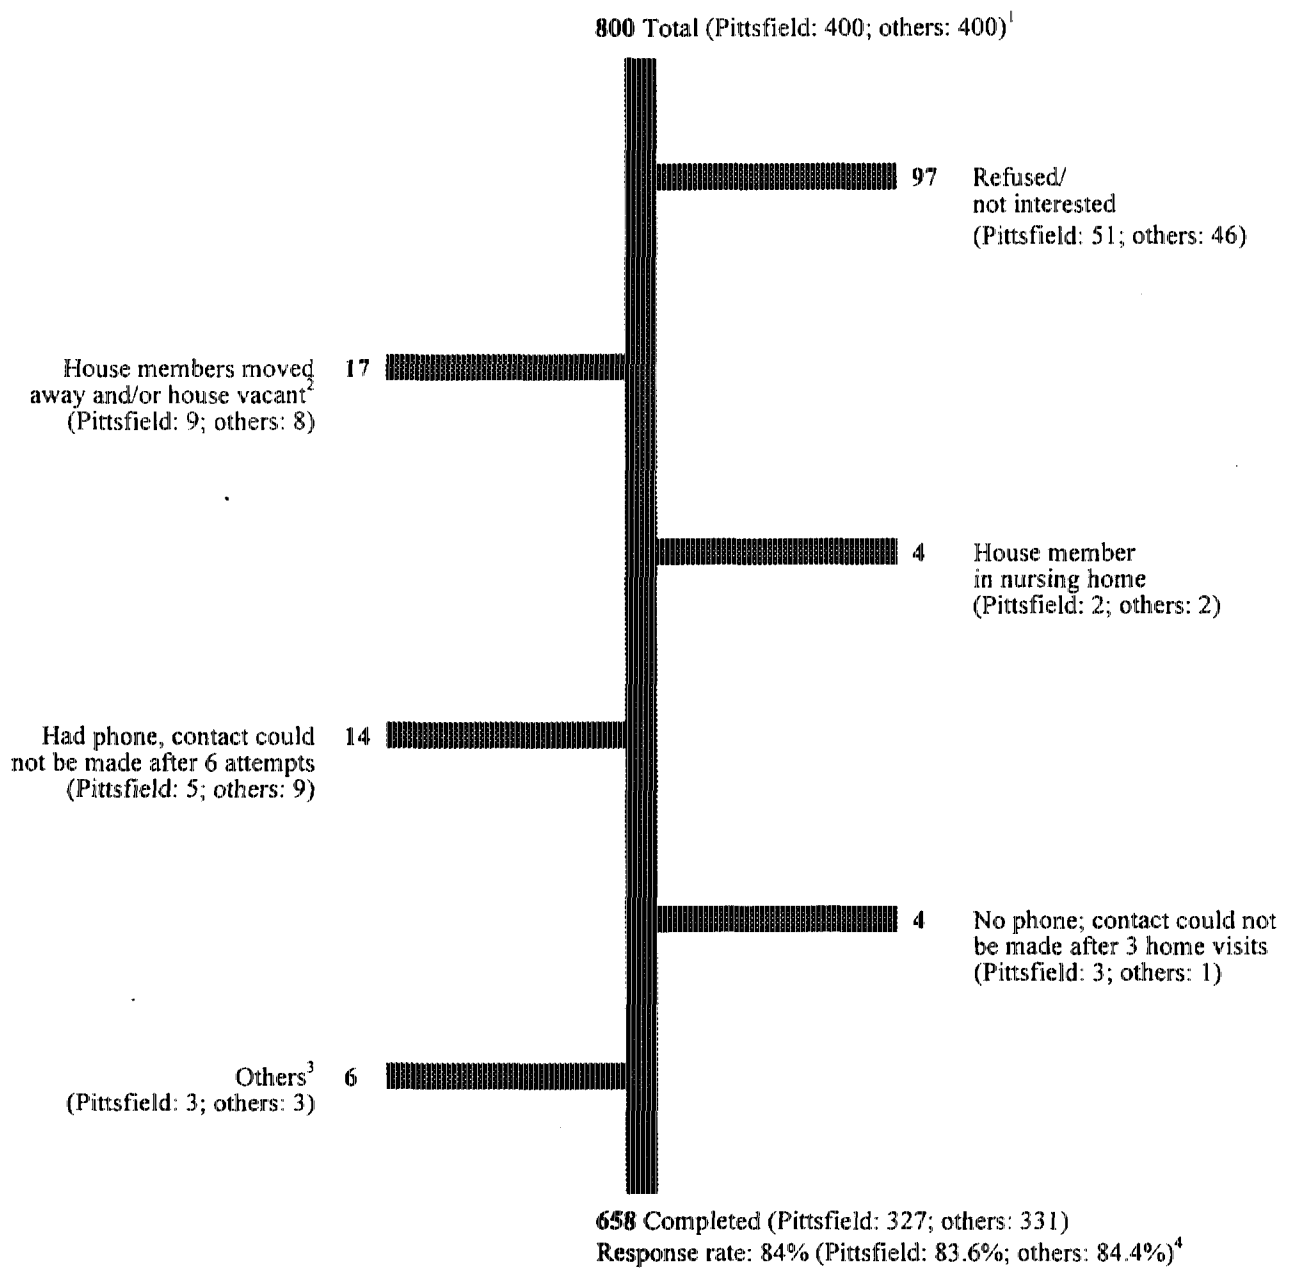 800 Total (Pittsfield: 400; others: 400)¹
97 Refused/
not interested
(Pittsfield: 51; others: 46)
House members moved 17
away and/or house vacant²
(Pittsfield: 9; others: 8)
4 House member
in nursing home
(Pittsfield: 2; others: 2)
Had phone, contact could 14
not be made after 6 attempts
(Pittsfield: 5; others: 9)
4 No phone; contact could not
be made after 3 home visits
(Pittsfield: 3; others: 1)
Others³ 6
(Pittsfield: 3; others: 3)
658 Completed (Pittsfield: 327; others: 331)
Response rate: 84% (Pittsfield: 83.6%; others: 84.4%)⁴